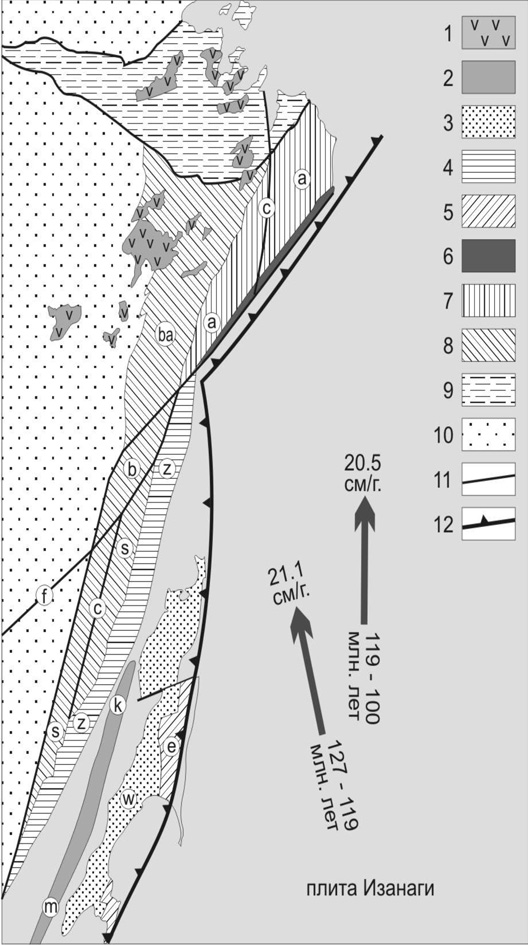 1
2
3
4
5
6
7
8
9
10
11
12
v v v v
v
v
v
v
v v
v
v
v
v
v
v
v v v
v v
v
v
v
a
c
a
ba
b
z
s
f
c
k
s
z
e
w
m
20.5
см/г.
21.1
см/г.
119 - 100
млн. лет
127 - 119
млн. лет
плита Изанаги